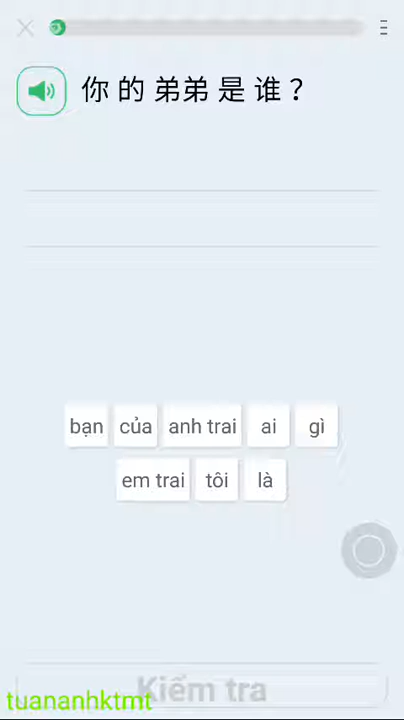 你 的 弟弟 是 谁 ？
bạn của anh trai ai gì
em trai tôi là
Kiểm tra
tuananhktmt